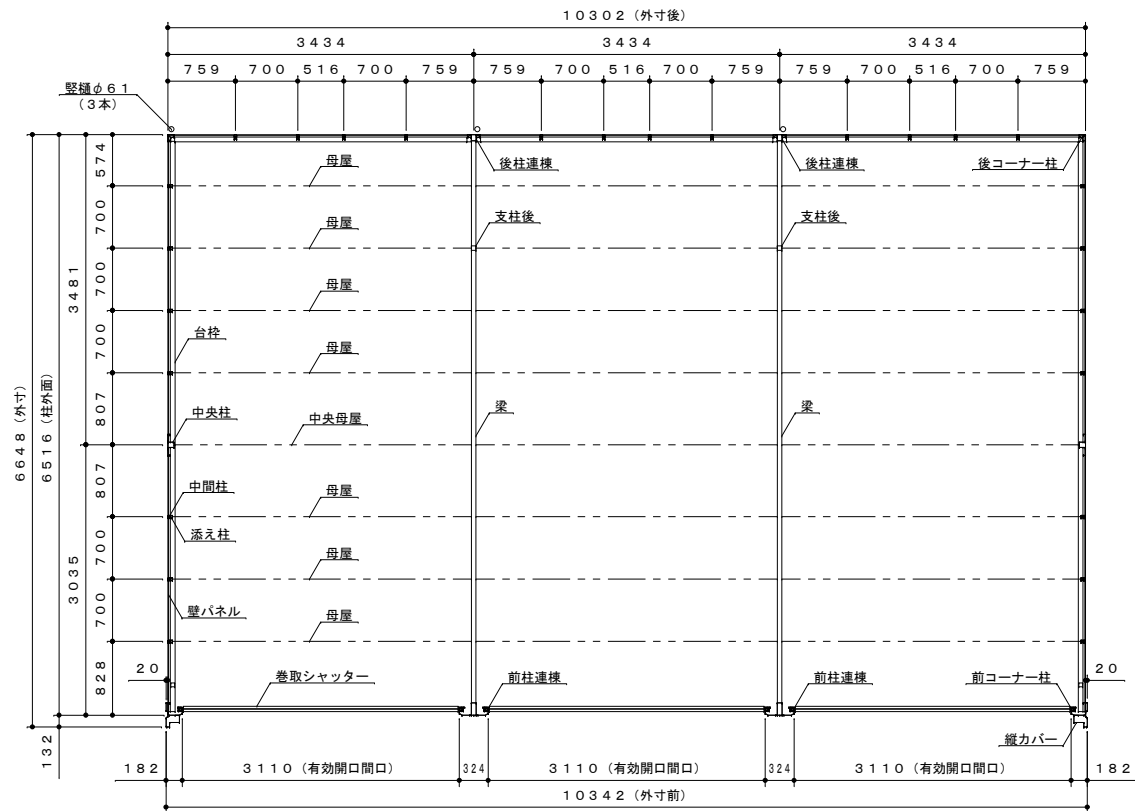 10302(外寸後)
3434 3434 3434
759 700 516 700 759 759 700 516 700 759 759 700 516 700 759
竪樋φ61
(3本)
574
700
700
700
807
807
700
700
828
3481
3035
6516(柱外面)
6648(外寸)
132
母屋
後柱連棟 後柱連棟 後コーナー柱
母屋
支柱後 支柱後
母屋
台枠
母屋
中央柱
中央母屋
梁 梁
中間柱
母屋
添え柱
母屋
壁パネル
母屋
20 20
巻取シャッター
前柱連棟 前柱連棟 前コーナー柱
縦カバー
182 3110(有効開口間口) 324 3110(有効開口間口) 324 3110(有効開口間口) 182
10342(外寸前)